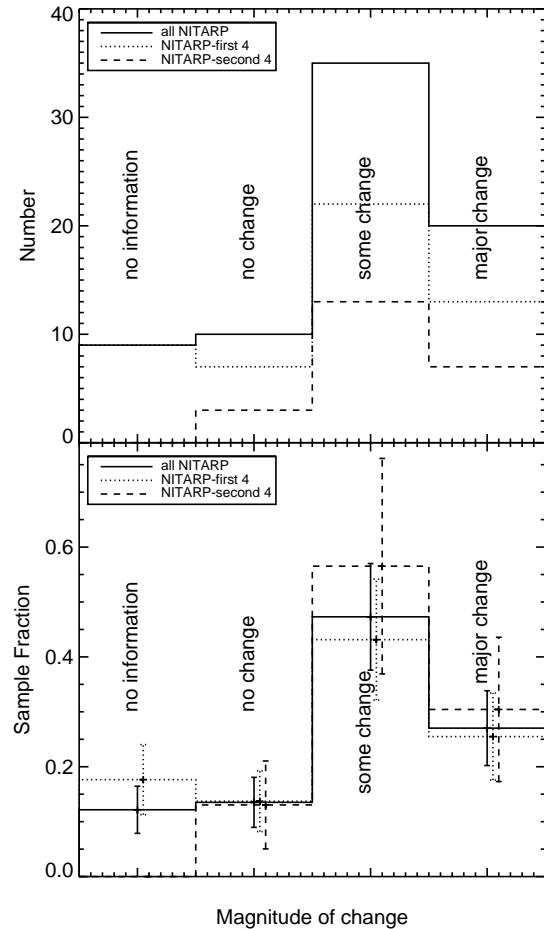 40
30
20
10
0
Number
all NITARP
NITARP-first 4
NITARP-second 4
no information
no change
some change
major change
0.6
0.4
0.2
0.0
Sample Fraction
all NITARP
NITARP-first 4
NITARP-second 4
no information
no change
some change
major change
Magnitude of change